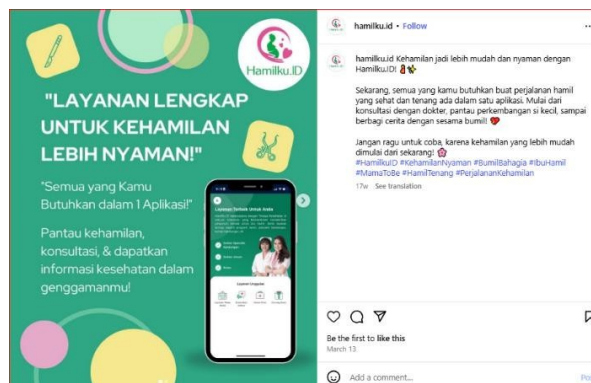 Hamilku.ID
"LAYANAN LENGKAP
UNTUK KEHAMILAN
LEBIH NYAMAN!"
"Semua yang Kamu
Butuhkan dalam 1 Aplikasi!"
Pantau kehamilan,
konsultasi, & dapatkan
informasi kesehatan dalam
genggamanmu!
Layanan Terbaik Untuk Anda
hamilku.id • Follow
hamilku.id Kehamilan jadi lebih mudah dan nyaman dengan
Hamilku.ID!
Sekarang, semua yang kamu butuhkan buat perjalanan hamil
yang sehat dan tenang ada dalam satu aplikasi. Mulai dari
konsultasi dengan dokter, pantau perkembangan si kecil, sampai
berbagi cerita dengan sesama bumil!
Jangan ragu untuk coba, karena kehamilan yang lebih mudah
dimulai dari sekarang!
#HamilkuID #KehamilanNyaman #BumilBahagia #IbuHamil
#MamaToBe #HamilTenang #PerjalananKehamilan
17w See translation
Be the first to like this
March 13
Add a comment...